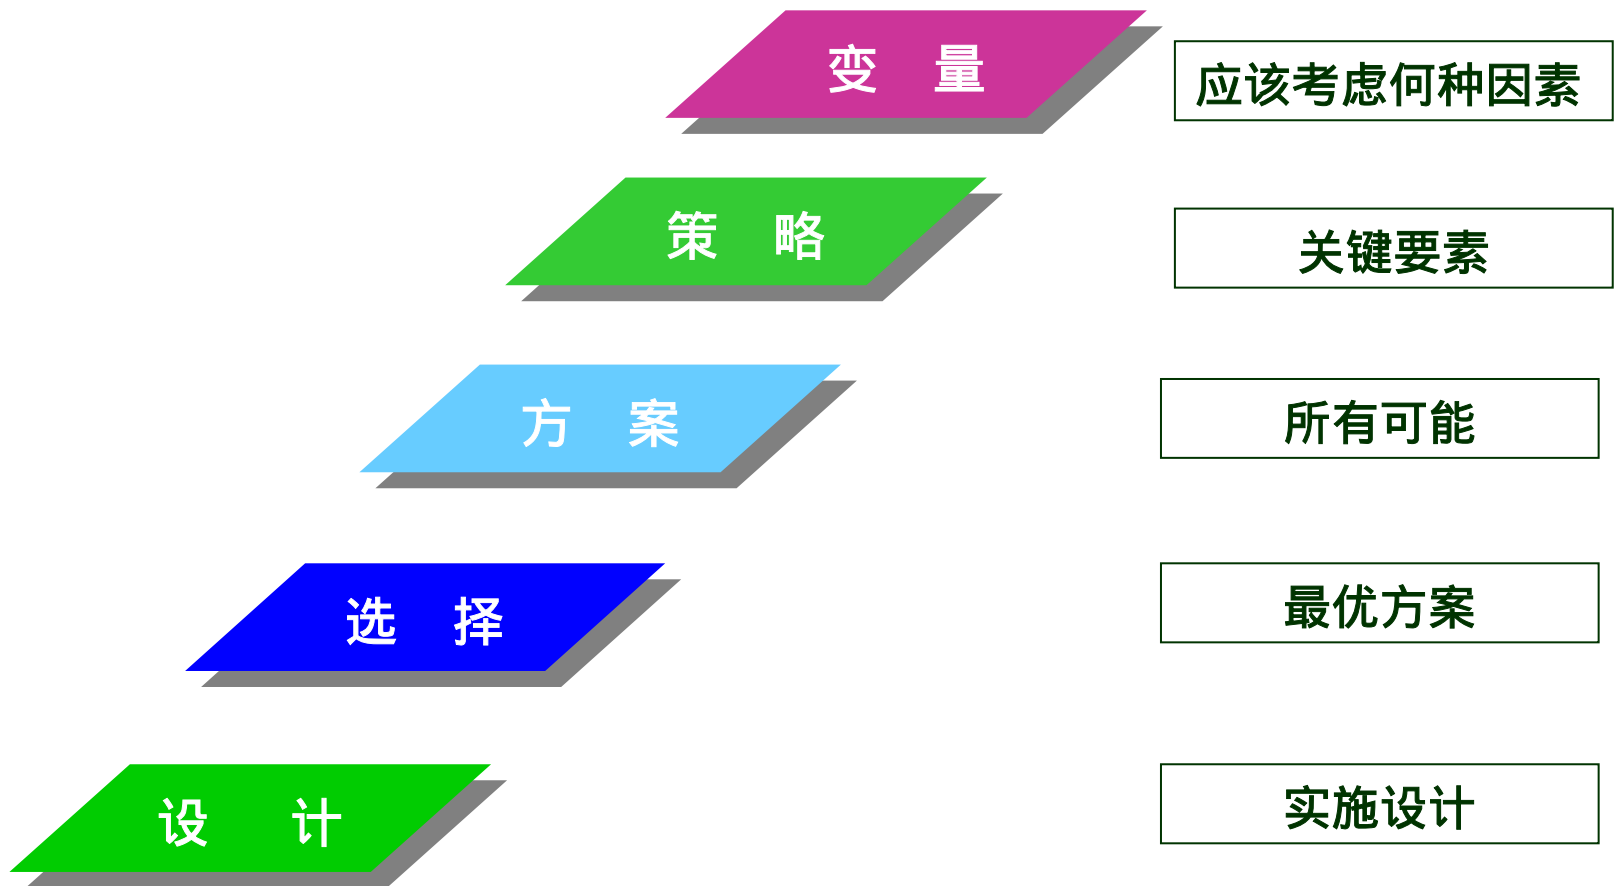 变 量
应该考虑何种因素
策 略
关键要素
方 案
所有可能
选 择
最优方案
设 计
实施设计